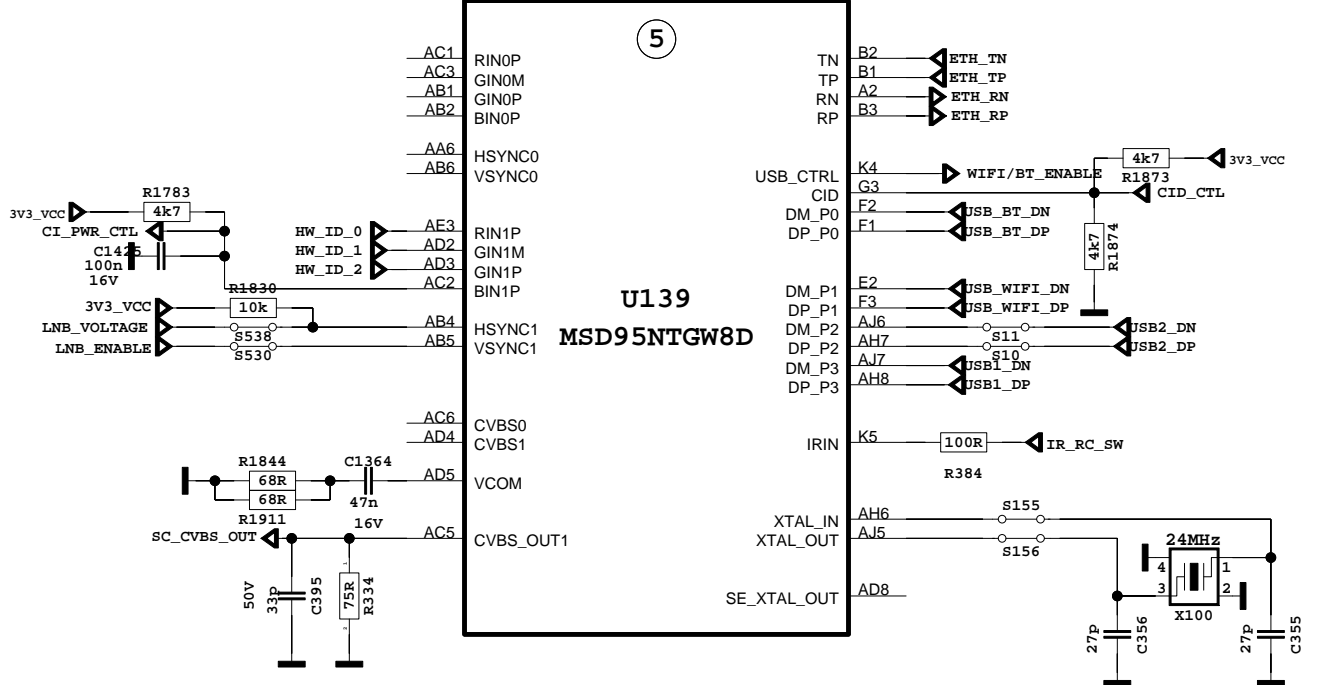 5
AC1 RIN0P
AC3 GIN0M
AB1 GIN0P
AB2 BIN0P
AA6 HSYNC0
AB6 VSYNC0
R1783
3V3_VCC 4k7
CI_PWR_CTL
C1425
100n
16V
HW_ID_0 AE3 RIN1P
HW_ID_1 AD2 GIN1M
HW_ID_2 AD3 GIN1P
AC2 BIN1P
R1830
3V3_VCC 10k
LNB_VOLTAGE AB4 HSYNC1
S538
LNB_ENABLE AB5 VSYNC1
S530
AC6 CVBS0
AD4 CVBS1
R1844 C1364
68R AD5 VCOM
68R 47n
R1911 16V
SC_CVBS_OUT AC5 CVBS_OUT1
50V
33p
C395
1
75R
2
R334
U139
MSD95NTGW8D
TN B2 ETH_TN
TP B1 ETH_TP
RN A2 ETH_RN
RP B3 ETH_RP
4k7 3V3_VCC
R1873
USB_CTRL K4 WIFI/BT_ENABLE
CID G3 CID_CTL
DM_P0 F2 USB_BT_DN
DP_P0 F1 USB_BT_DP
4k7
R1874
DM_P1 E2 USB_WIFI_DN
DP_P1 F3 USB_WIFI_DP
DM_P2 AJ6 USB2_DN
S11
DP_P2 AH7 USB2_DP
S10
DM_P3 AJ7 USB1_DN
DP_P3 AH8 USB1_DP
IRIN K5 100R IR_RC_SW
R384
S155
XTAL_IN AH6
XTAL_OUT AJ5
S156
24MHz
4 1
3 2
X100
SE_XTAL_OUT AD8
27p
C356
27p
C355